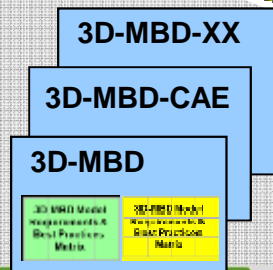 3D-MBD-XX
3D-MBD-CAE
3D-MBD
3D MBD Model
Requirements &
Best Practices
Matrix
3D-MBD Model
Requirements &
Best Practices
Matrix